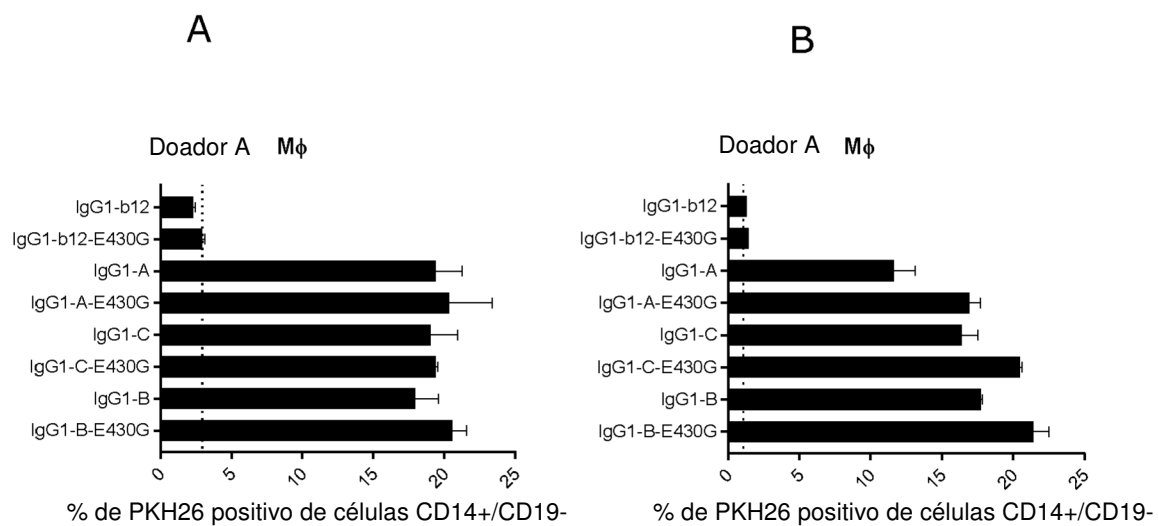 A
Doador A Mϕ
IgG1-b12
IgG1-b12-E430G
IgG1-A
IgG1-A-E430G
IgG1-C
IgG1-C-E430G
IgG1-B
IgG1-B-E430G
0 5 10 15 20 25
% de PKH26 positivo de células CD14+/CD19-
B
Doador A Mϕ
IgG1-b12
IgG1-b12-E430G
IgG1-A
IgG1-A-E430G
IgG1-C
IgG1-C-E430G
IgG1-B
IgG1-B-E430G
0 5 10 15 20 25
% de PKH26 positivo de células CD14+/CD19-